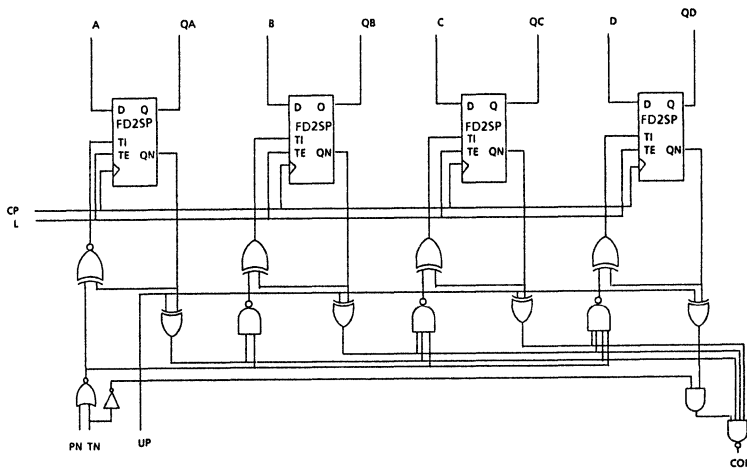 A QA B QB C QC D QD
D Q D Q D Q D Q
FD2SP FD2SP FD2SP FD2SP
TI TI TI TI
TE QN TE QN TE QN TE QN
CP
L
PN TN UP